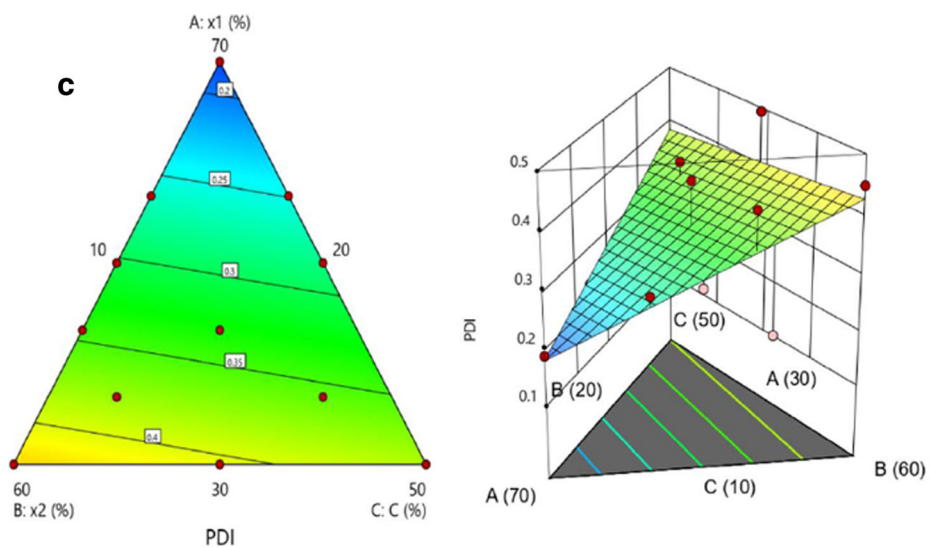 c
A: x1 (%)
70
0.2
0.25
10
20
0.3
0.35
0.4
60
30
50
B: x2 (%)
C: C (%)
PDI
0.5
0.4
0.3
0.2
0.1
PDI
C (50)
B (20)
A (30)
A (70)
C (10)
B (60)